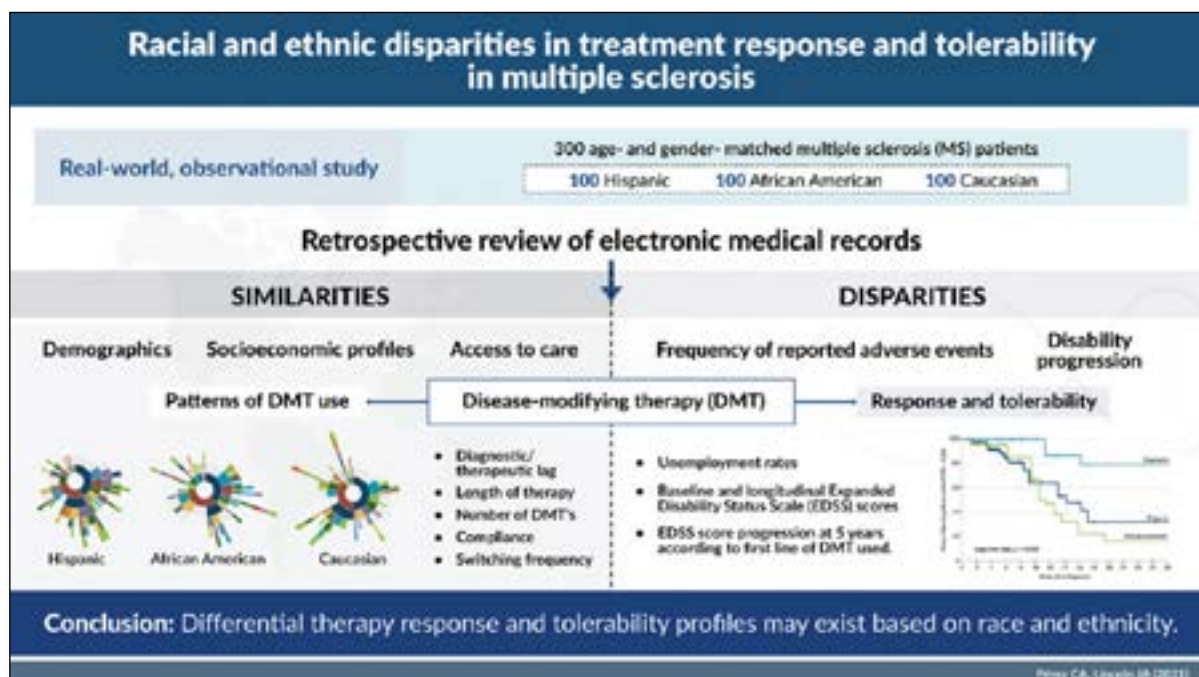 Racial and ethnic disparities in treatment response and tolerability
in multiple sclerosis
Real-world, observational study
300 age- and gender- matched multiple sclerosis (MS) patients
100 Hispanic 100 African American 100 Caucasian
Retrospective review of electronic medical records
SIMILARITIES
Demographics Socioeconomic profiles Access to care
Patterns of DMT use
Disease-modifying therapy (DMT)
• Diagnostic/
therapeutic lag
• Length of therapy
• Number of DMT's
• Compliance
• Switching frequency
Hispanic African American Caucasian
DISPARITIES
Frequency of reported adverse events
Disability
progression
Response and tolerability
• Unemployment rates
• Baseline and longitudinal Expanded
Disability Status Scale (EDSS) scores
• EDSS score progression at 5 years
according to first line of DMT used.
Conclusion: Differential therapy response and tolerability profiles may exist based on race and ethnicity.